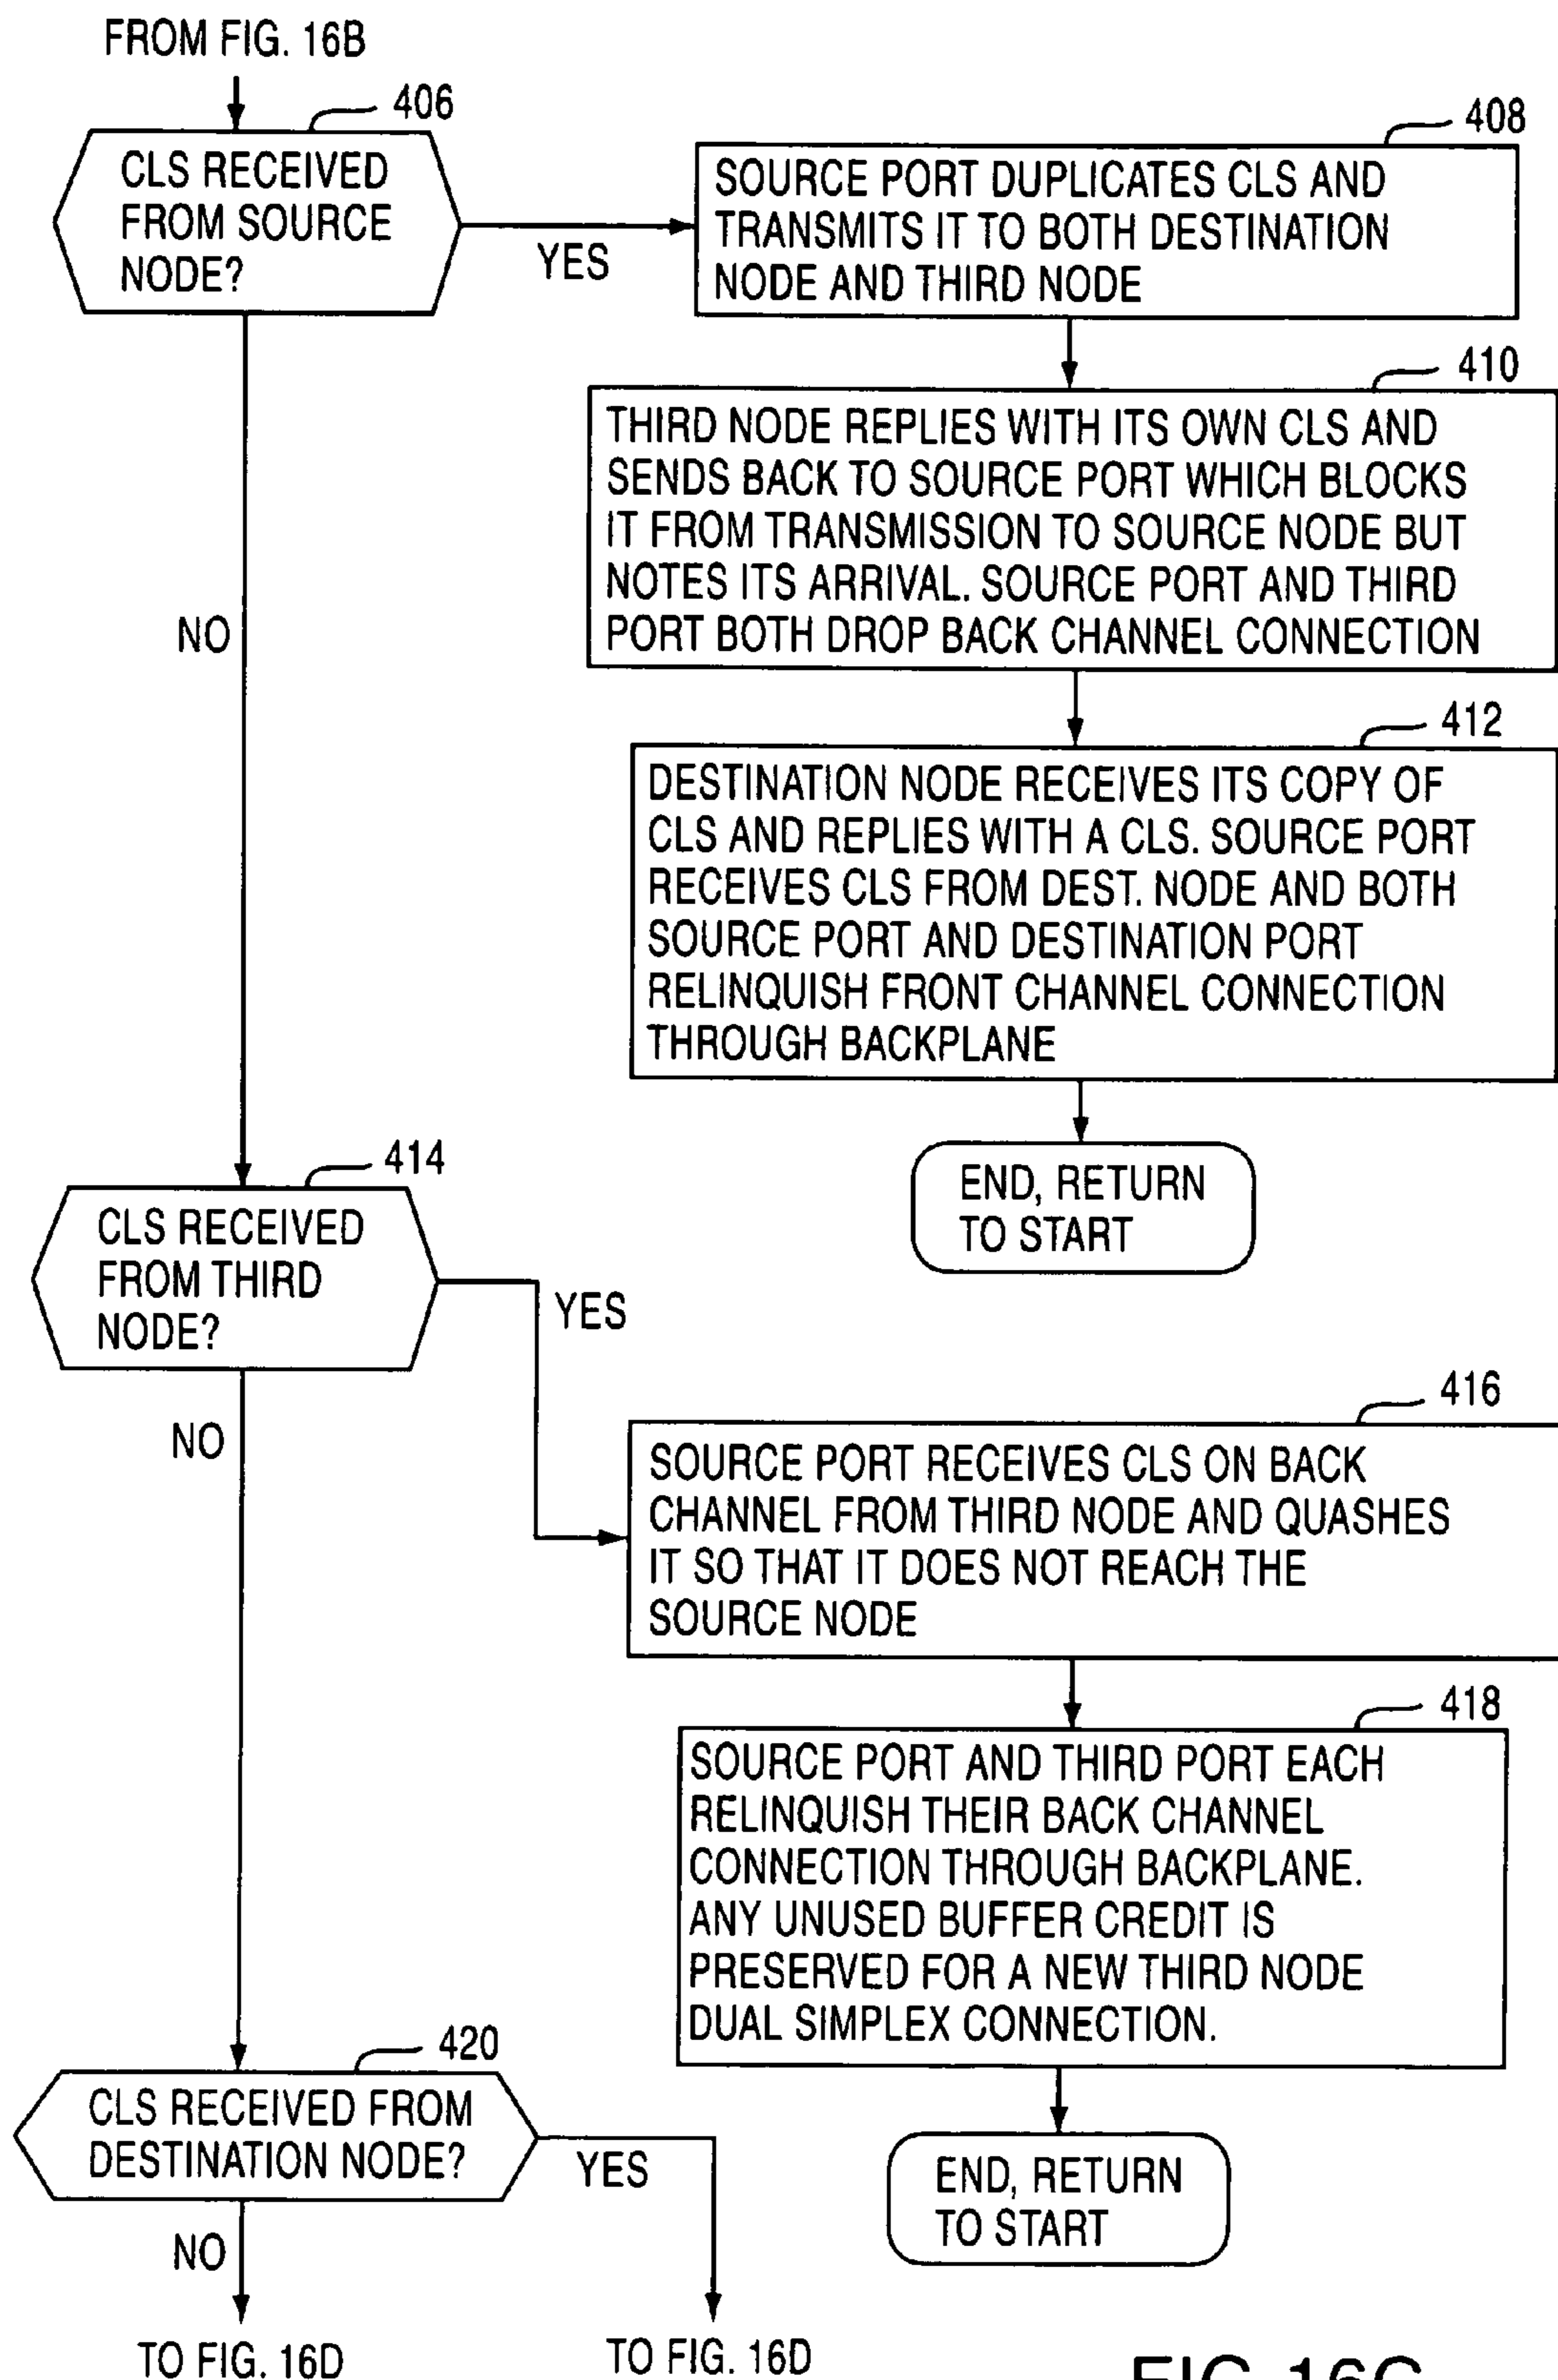 FROM FIG. 16B
406
CLS RECEIVED
FROM SOURCE
NODE?
YES
NO
408
SOURCE PORT DUPLICATES CLS AND
TRANSMITS IT TO BOTH DESTINATION
NODE AND THIRD NODE
410
THIRD NODE REPLIES WITH ITS OWN CLS AND
SENDS BACK TO SOURCE PORT WHICH BLOCKS
IT FROM TRANSMISSION TO SOURCE NODE BUT
NOTES ITS ARRIVAL. SOURCE PORT AND THIRD
PORT BOTH DROP BACK CHANNEL CONNECTION
412
DESTINATION NODE RECEIVES ITS COPY OF
CLS AND REPLIES WITH A CLS. SOURCE PORT
RECEIVES CLS FROM DEST. NODE AND BOTH
SOURCE PORT AND DESTINATION PORT
RELINQUISH FRONT CHANNEL CONNECTION
THROUGH BACKPLANE
END, RETURN
TO START
414
CLS RECEIVED
FROM THIRD
NODE?
YES
NO
416
SOURCE PORT RECEIVES CLS ON BACK
CHANNEL FROM THIRD NODE AND QUASHES
IT SO THAT IT DOES NOT REACH THE
SOURCE NODE
418
SOURCE PORT AND THIRD PORT EACH
RELINQUISH THEIR BACK CHANNEL
CONNECTION THROUGH BACKPLANE.
ANY UNUSED BUFFER CREDIT IS
PRESERVED FOR A NEW THIRD NODE
DUAL SIMPLEX CONNECTION.
END, RETURN
TO START
420
CLS RECEIVED FROM
DESTINATION NODE?
YES
NO
TO FIG. 16D
TO FIG. 16D
FIG. 16C